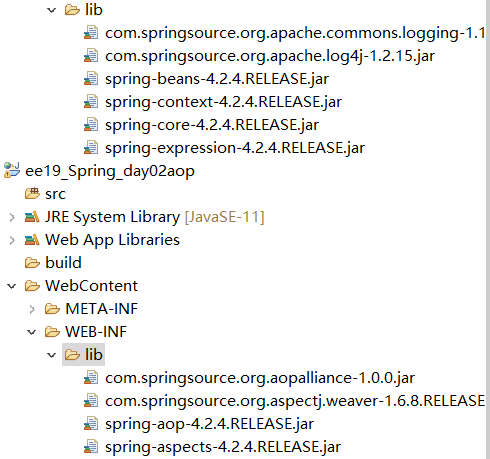 lib
com.springsource.org.apache.commons.logging-1.1
com.springsource.org.apache.log4j-1.2.15.jar
spring-beans-4.2.4.RELEASE.jar
spring-context-4.2.4.RELEASE.jar
spring-core-4.2.4.RELEASE.jar
spring-expression-4.2.4.RELEASE.jar
ee19_Spring_day02aop
src
JRE System Library [JavaSE-11]
Web App Libraries
build
WebContent
META-INF
WEB-INF
lib
com.springsource.org.aopalliance-1.0.0.jar
com.springsource.org.aspectj.weaver-1.6.8.RELEASE
spring-aop-4.2.4.RELEASE.jar
spring-aspects-4.2.4.RELEASE.jar